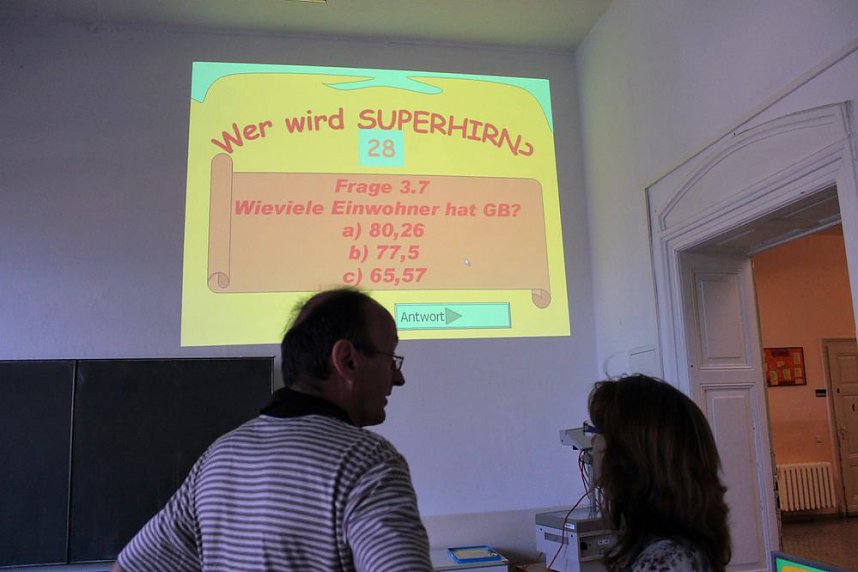 Wer wird SUPERHIRN?
28
Frage 3.7
Wieviele Einwohner hat GB?
a) 80,26
b) 77,5
c) 65,57
Antwort